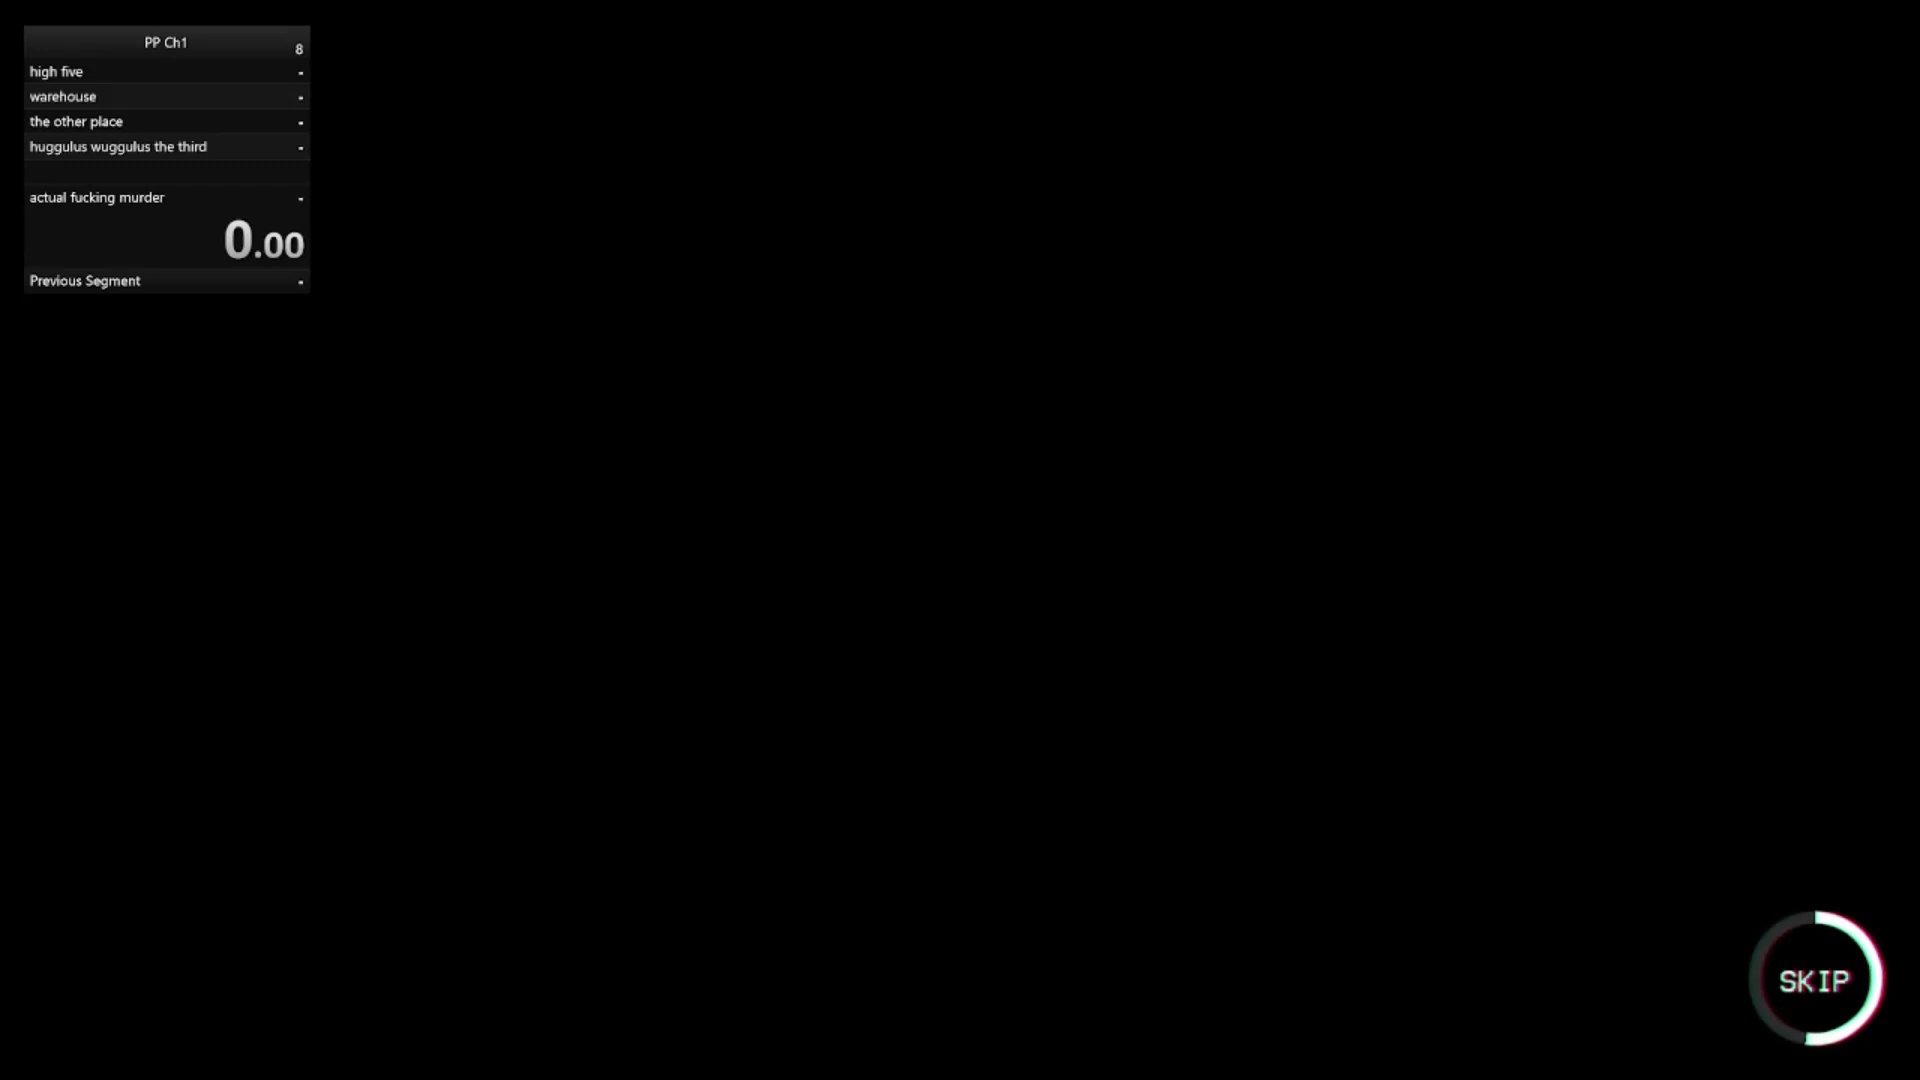 PP Ch1
8
high five -
warehouse -
the other place -
huggulus wuggulus the third -
actual fucking murder -
0.00
Previous Segment -
SKIP